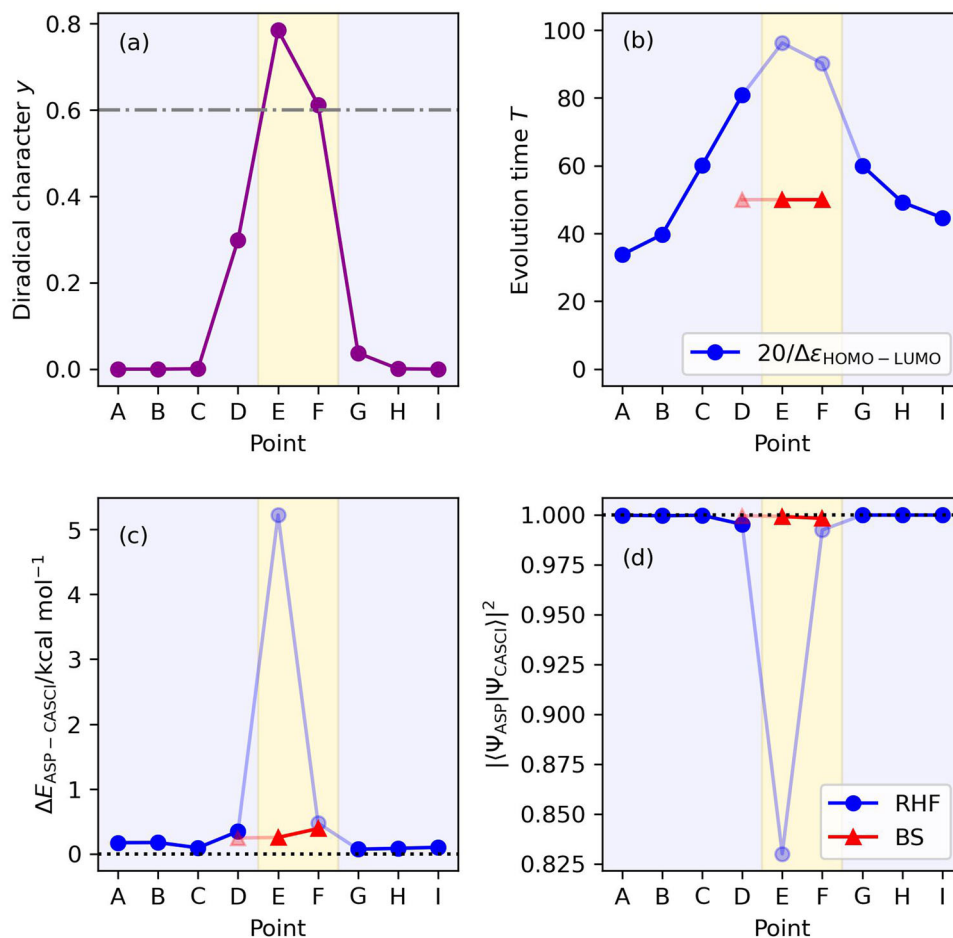 (a)
Diradical character y
0.8
0.6
0.4
0.2
0.0
A B C D E F G H I
Point
(b)
Evolution time T
100
80
60
40
20
0
20/Δε_HOMO−LUMO
A B C D E F G H I
Point
(c)
ΔE_ASP−CASCI/kcal mol⁻¹
5
4
3
2
1
0
A B C D E F G H I
Point
(d)
|⟨Ψ_ASP|Ψ_CASCI⟩|²
1.000
0.975
0.950
0.925
0.900
0.875
0.850
0.825
RHF
BS
A B C D E F G H I
Point